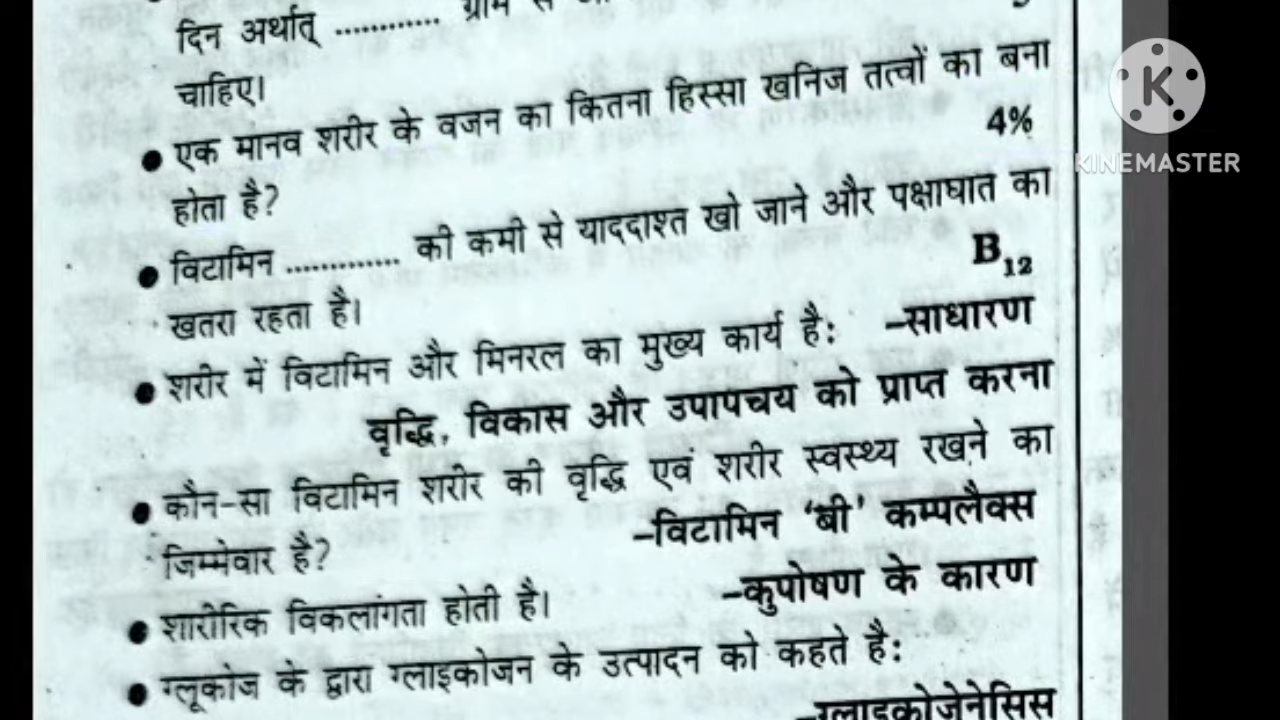 दिन अर्थात् ............ ग्राम से
चाहिए।
● एक मानव शरीर के वजन का कितना हिस्सा खनिज तत्वों का बना
होता है? 4%
● विटामिन ............. की कमी से याददाश्त खो जाने और पक्षाघात का
खतरा रहता है। B₁₂
● शरीर में विटामिन और मिनरल का मुख्य कार्य है: –साधारण
वृद्धि, विकास और उपापचय को प्राप्त करना
● कौन-सा विटामिन शरीर की वृद्धि एवं शरीर स्वस्थ्य रखने का
जिम्मेवार है? –विटामिन ‘बी’ कम्पलैक्स
● शारीरिक विकलांगता होती है। –कुपोषण के कारण
● ग्लूकोज के द्वारा ग्लाइकोजन के उत्पादन को कहते है:
–ग्लाइकोजेनेसिस
K
KINEMASTER